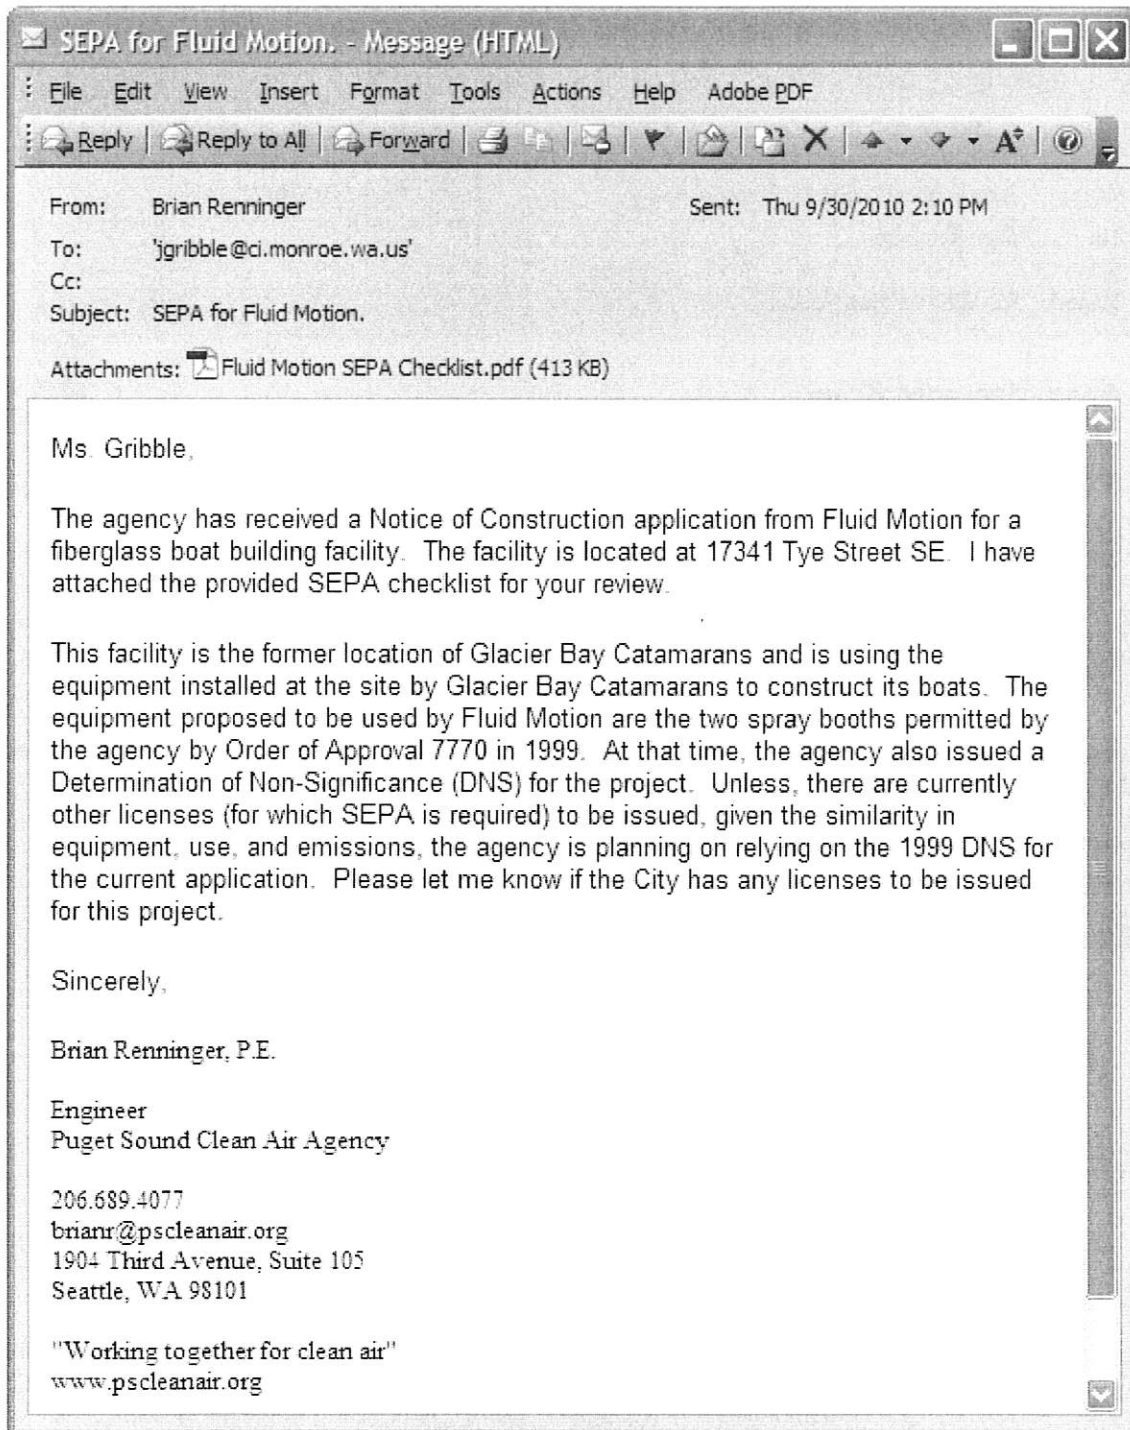 SEPA for Fluid Motion. - Message (HTML)
File Edit View Insert Format Tools Actions Help Adobe PDF
Reply Reply to All Forward
From: Brian Renninger Sent: Thu 9/30/2010 2:10 PM
To: 'jgribble@ci.monroe.wa.us'
Cc:
Subject: SEPA for Fluid Motion.
Attachments: Fluid Motion SEPA Checklist.pdf (413 KB)
Ms. Gribble,
The agency has received a Notice of Construction application from Fluid Motion for a
fiberglass boat building facility. The facility is located at 17341 Tye Street SE. I have
attached the provided SEPA checklist for your review.
This facility is the former location of Glacier Bay Catamarans and is using the
equipment installed at the site by Glacier Bay Catamarans to construct its boats. The
equipment proposed to be used by Fluid Motion are the two spray booths permitted by
the agency by Order of Approval 7770 in 1999. At that time, the agency also issued a
Determination of Non-Significance (DNS) for the project. Unless, there are currently
other licenses (for which SEPA is required) to be issued, given the similarity in
equipment, use, and emissions, the agency is planning on relying on the 1999 DNS for
the current application. Please let me know if the City has any licenses to be issued
for this project.
Sincerely,
Brian Renninger, P.E.
Engineer
Puget Sound Clean Air Agency
206.689.4077
brianr@pscleanair.org
1904 Third Avenue, Suite 105
Seattle, WA 98101
"Working together for clean air"
www.pscleanair.org